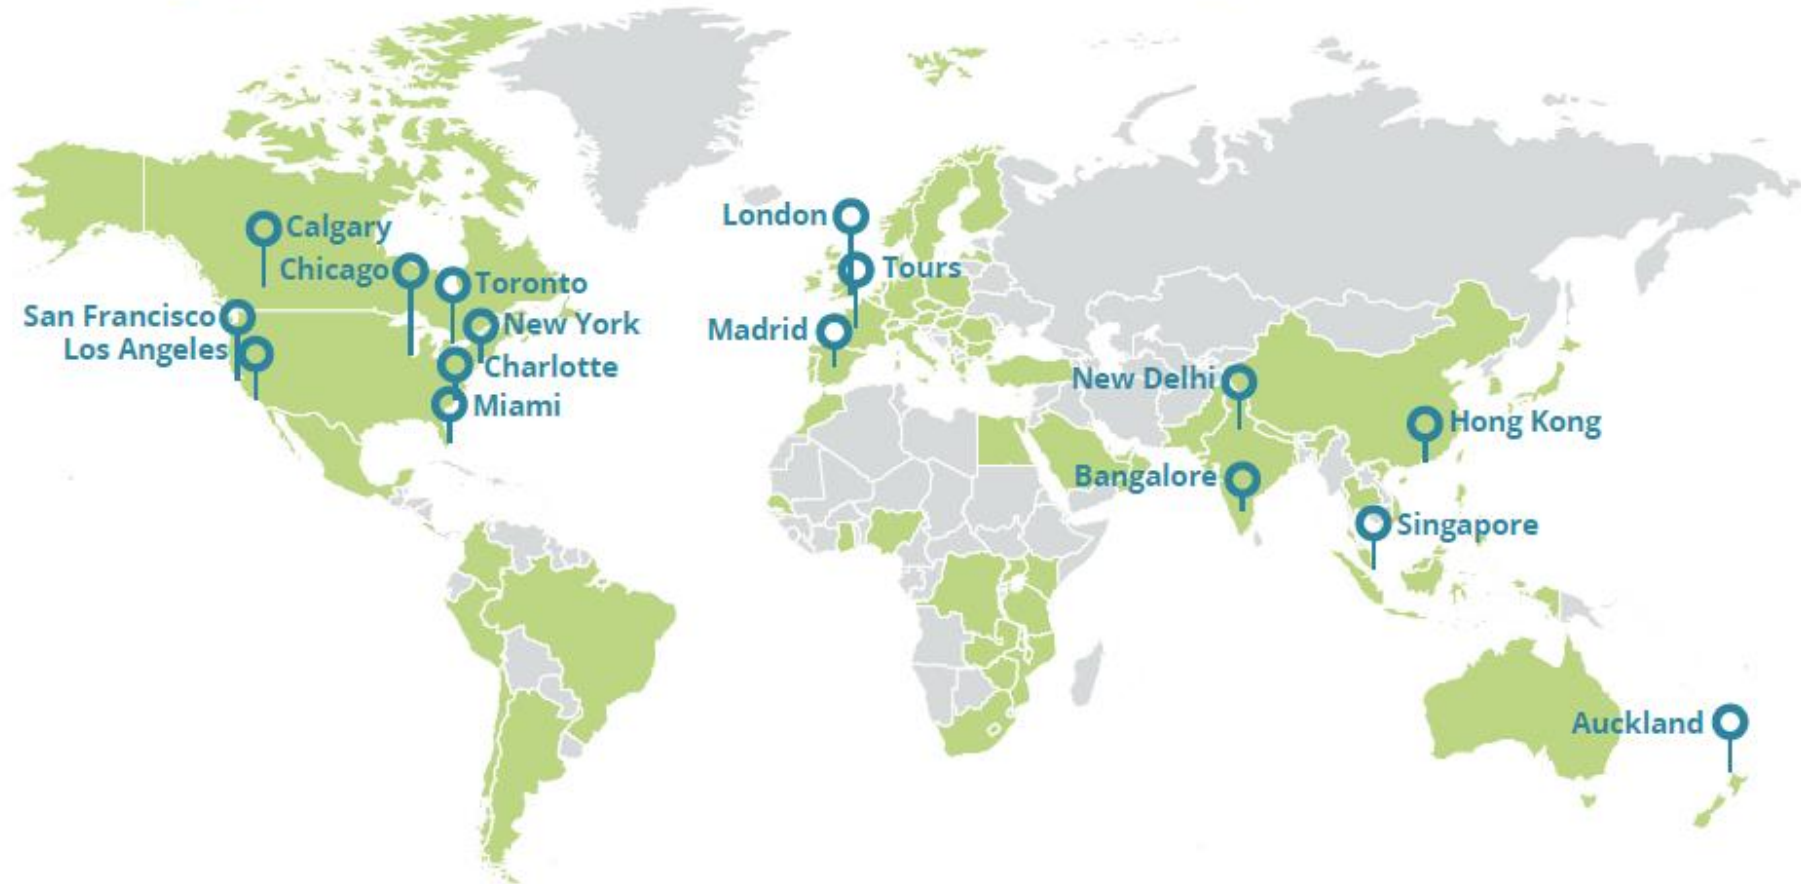 Calgary
Chicago
Toronto
San Francisco
New York
Los Angeles
Charlotte
Miami
London
Tours
Madrid
New Delhi
Hong Kong
Bangalore
Singapore
Auckland